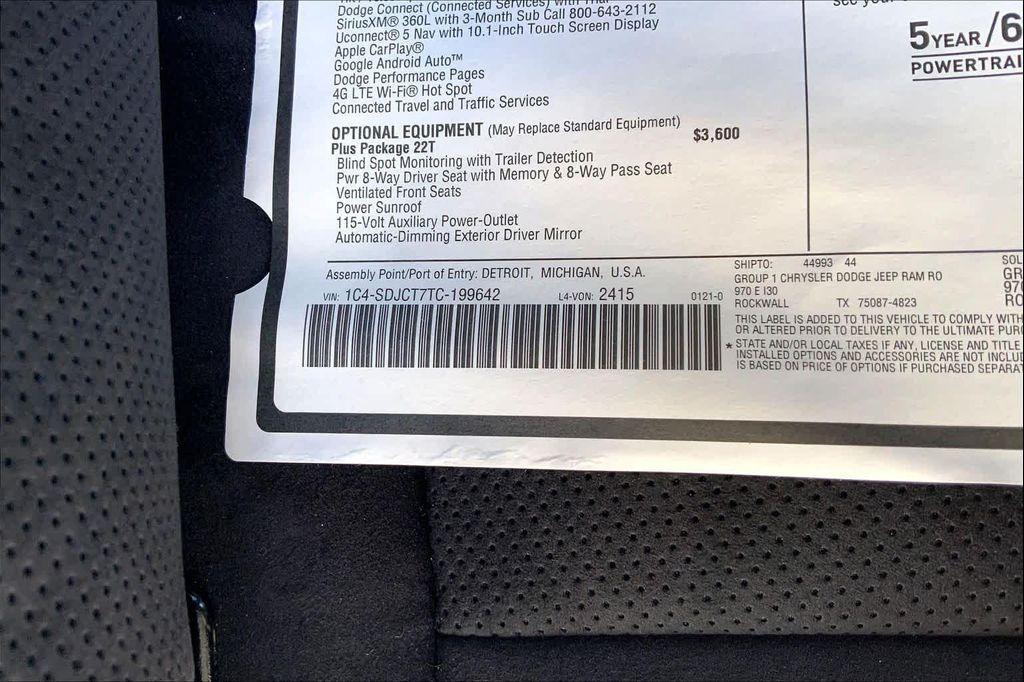 Dodge Connect (Connected Services) with Trial
SiriusXM® 360L with 3-Month Sub Call 800-643-2112
Uconnect® 5 Nav with 10.1-Inch Touch Screen Display
Apple CarPlay®
Google Android Auto™
Dodge Performance Pages
4G LTE Wi-Fi® Hot Spot
Connected Travel and Traffic Services
OPTIONAL EQUIPMENT (May Replace Standard Equipment)
Plus Package 22T $3,600
Blind Spot Monitoring with Trailer Detection
Pwr 8-Way Driver Seat with Memory & 8-Way Pass Seat
Ventilated Front Seats
Power Sunroof
115-Volt Auxiliary Power-Outlet
Automatic-Dimming Exterior Driver Mirror
5 YEAR/6
POWERTRAI
Assembly Point/Port of Entry: DETROIT, MICHIGAN, U.S.A.
VIN: 1C4-SDJCT7TC-199642 L4-VON: 2415 0121-0
SHIPTO: 44993 44
GROUP 1 CHRYSLER DODGE JEEP RAM RO
970 E I30
ROCKWALL TX 75087-4823
SOL
GR
970
RO
THIS LABEL IS ADDED TO THIS VEHICLE TO COMPLY WITH
OR ALTERED PRIOR TO DELIVERY TO THE ULTIMATE PURC
* STATE AND/OR LOCAL TAXES IF ANY, LICENSE AND TITLE
INSTALLED OPTIONS AND ACCESSORIES ARE NOT INCLU
IS BASED ON PRICE OF OPTIONS IF PURCHASED SEPARAT